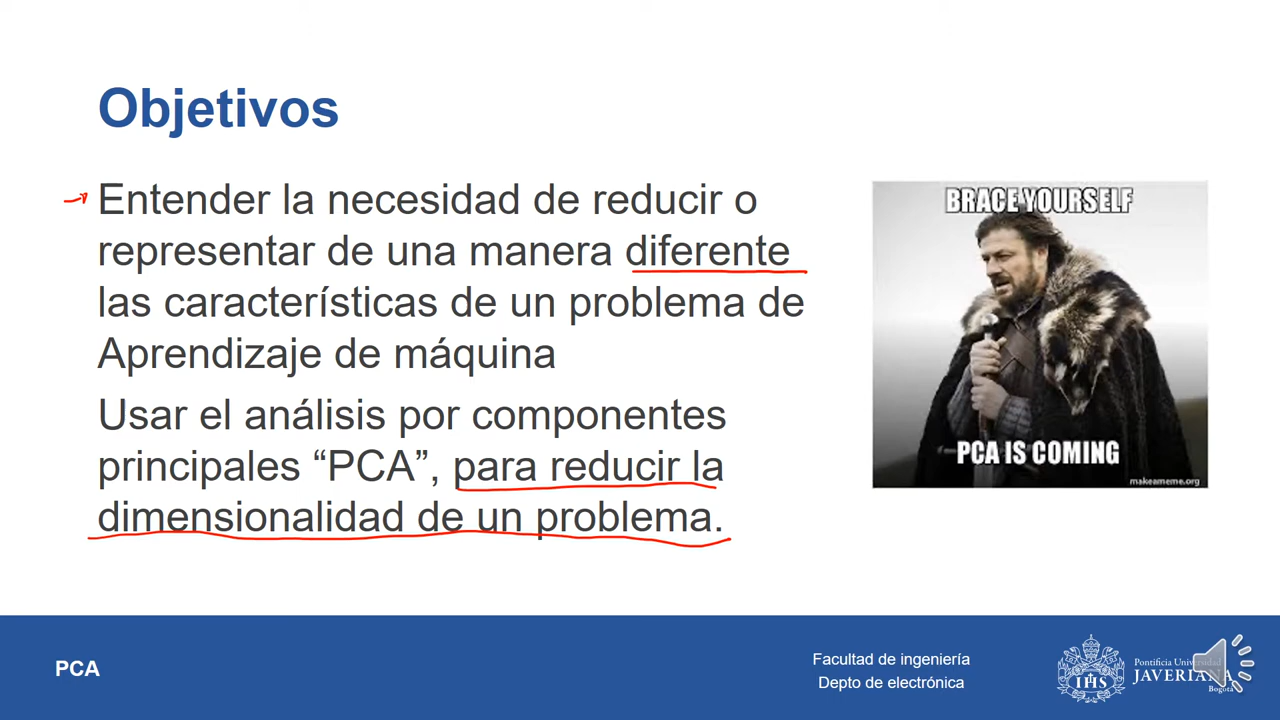 Objetivos
Entender la necesidad de reducir o
representar de una manera diferente
las características de un problema de
Aprendizaje de máquina
Usar el análisis por componentes
principales “PCA”, para reducir la
dimensionalidad de un problema.
BRACE YOURSELF
PCA IS COMING
makeameme.org
PCA
Facultad de ingeniería
Depto de electrónica
IHS
Pontificia Universidad
JAVERIANA
Bogotá